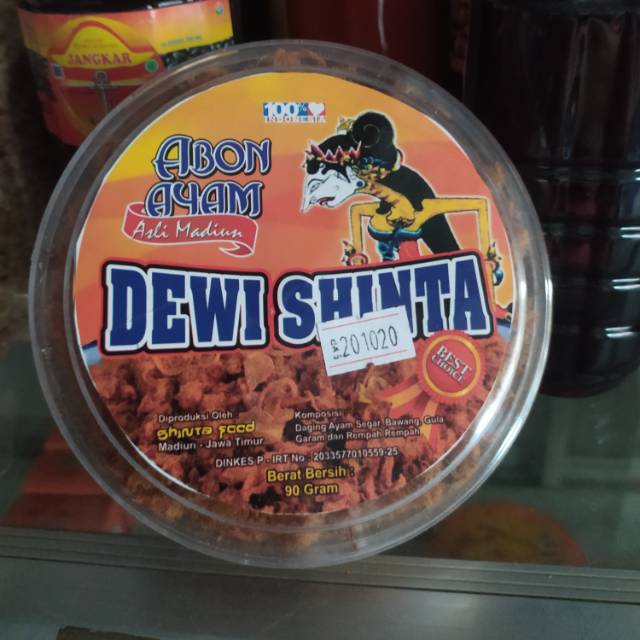 JANGKAR
100%
INDONESIA
ABON
AYAM
Asli Madiun
DEWI SHINTA
201020
BEST
CHOICE
Diproduksi Oleh
SHINTA FOOD
Madiun - Jawa Timur
Komposisi
Daging Ayam Segar, Bawang, Gula
Garam dan Rempah Rempah.
DINKES P - IRT No. 2033577010559-25
Berat Bersih :
90 Gram